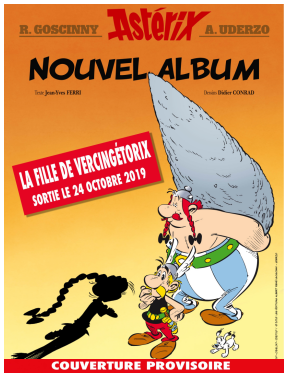 R. GOSCINNY Astérix A. UDERZO
NOUVEL ALBUM
Texte Jean-Yves FERRI Dessins Didier CONRAD
LA FILLE DE VERCINGÉTORIX
SORTIE LE 24 OCTOBRE 2019
COUVERTURE PROVISOIRE